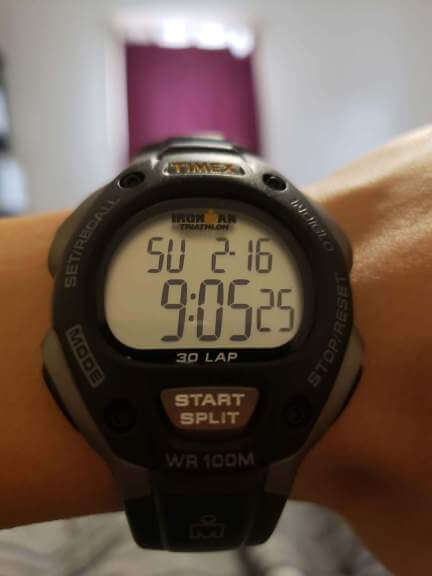 TIMEX
SET/RECALL
INDIGLO
IRONMAN
TRIATHLON
SU 2-16
9:05 25
MODE
STOP/RESET
30 LAP
START
SPLIT
WR 100M
M